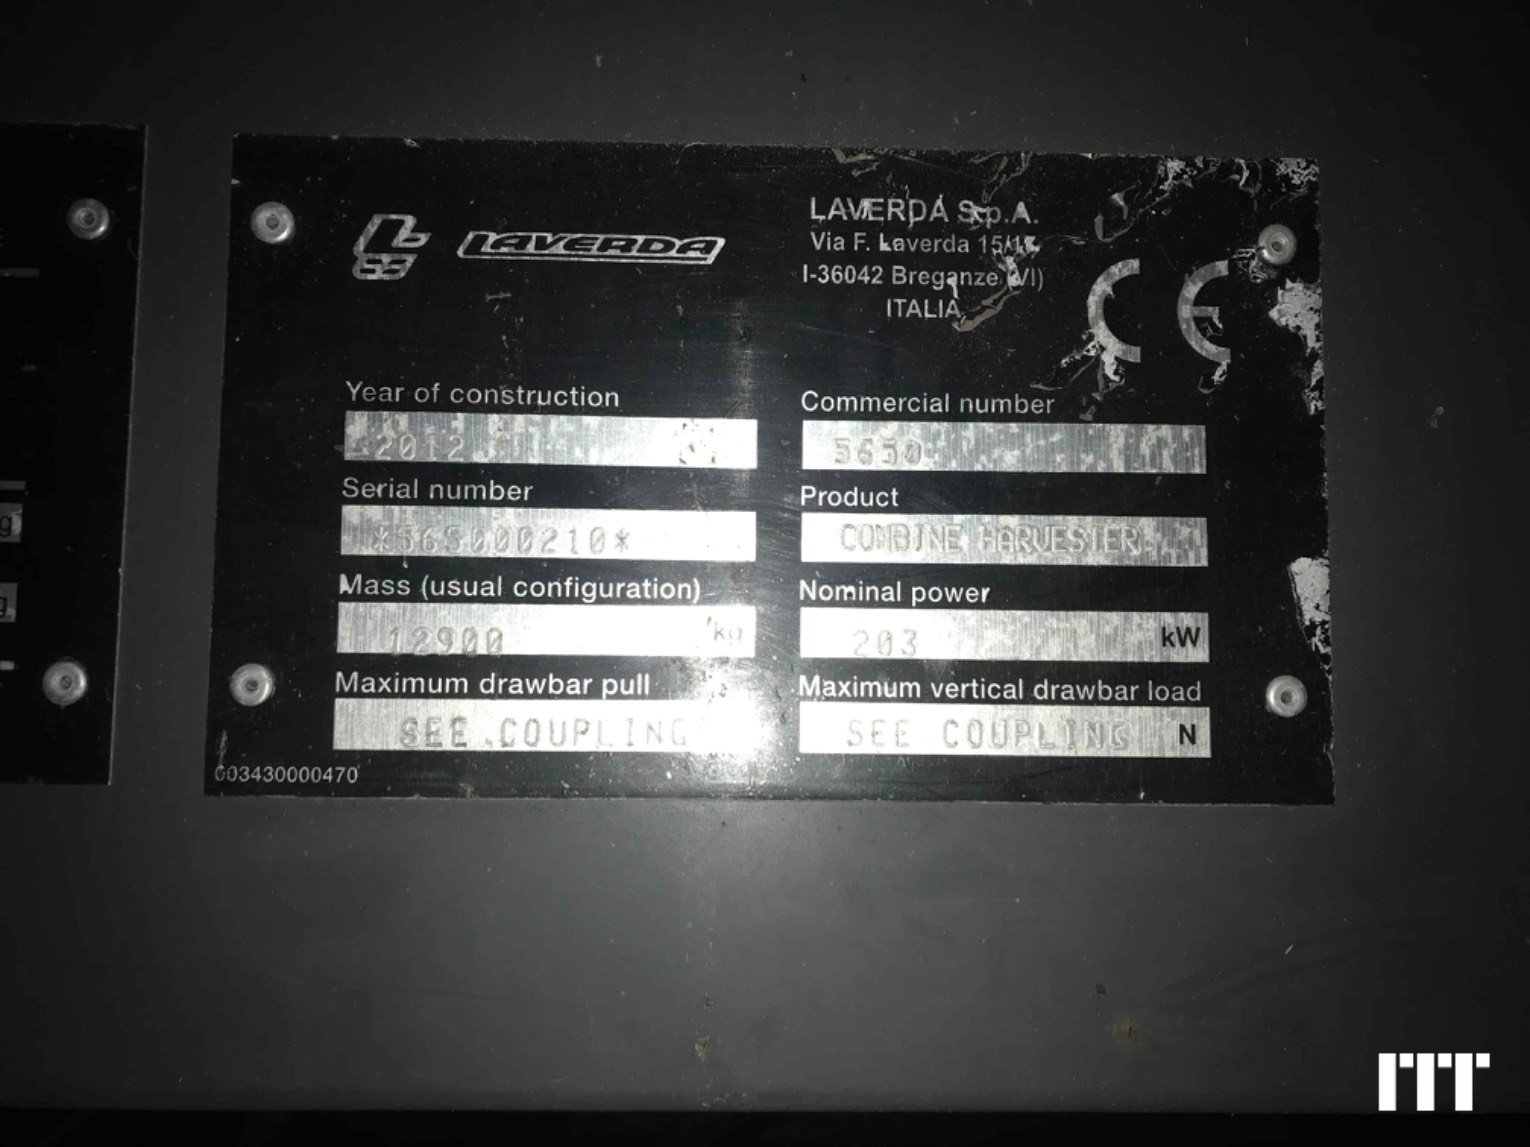 LAVERDA
LAVERDA S.p.A.
Via F. Laverda 15/17
I-36042 Breganze (VI)
ITALIA
CE
Year of construction
2012
Commercial number
5650
Serial number
*565000210*
Product
COMBINE HARVESTER
Mass (usual configuration)
12900 kg
Nominal power
203 kW
Maximum drawbar pull
SEE COUPLING
Maximum vertical drawbar load
SEE COUPLING N
003430000470
g
g